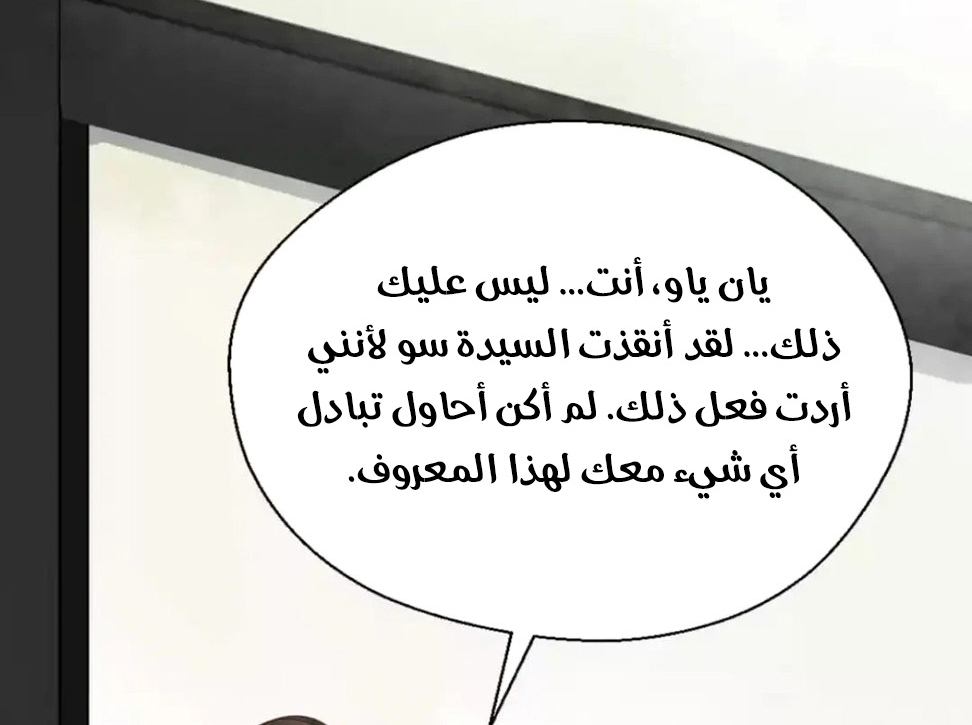 يان ياو، أنت... ليس عليك
ذلك... لقد أنقذت السيدة سو لأنني
أردت فعل ذلك. لم أكن أحاول تبادل
أي شيء معك لهذا المعروف.